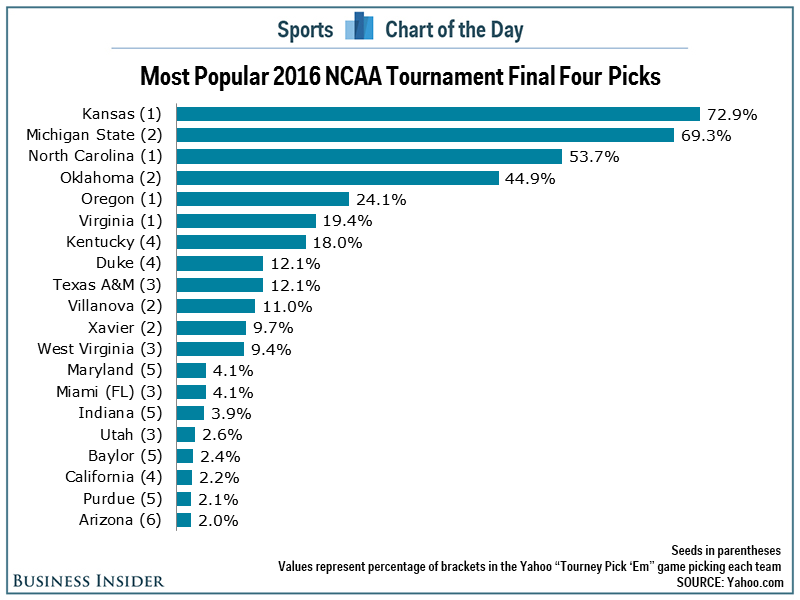 Sports Chart of the Day
Most Popular 2016 NCAA Tournament Final Four Picks
Kansas (1) 72.9%
Michigan State (2) 69.3%
North Carolina (1) 53.7%
Oklahoma (2) 44.9%
Oregon (1) 24.1%
Virginia (1) 19.4%
Kentucky (4) 18.0%
Duke (4) 12.1%
Texas A&M (3) 12.1%
Villanova (2) 11.0%
Xavier (2) 9.7%
West Virginia (3) 9.4%
Maryland (5) 4.1%
Miami (FL) (3) 4.1%
Indiana (5) 3.9%
Utah (3) 2.6%
Baylor (5) 2.4%
California (4) 2.2%
Purdue (5) 2.1%
Arizona (6) 2.0%
Seeds in parentheses
Values represent percentage of brackets in the Yahoo “Tourney Pick ‘Em” game picking each team
BUSINESS INSIDER SOURCE: Yahoo.com